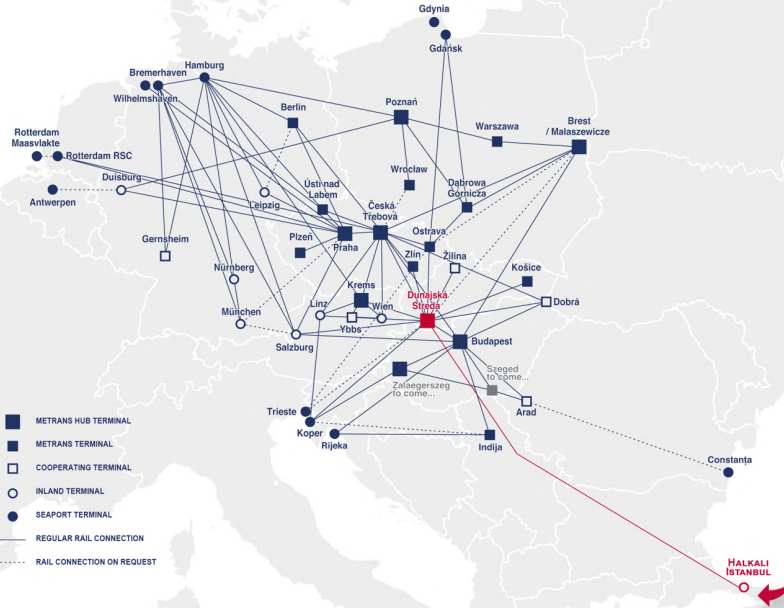 Gdynia
Gdańsk
Hamburg
Bremerhaven
Wilhelmshaven
Berlin
Poznań
Warszawa
Brest
/ Malaszewicze
Rotterdam
Maasvlakte
Rotterdam RSC
Duisburg
Antwerpen
Leipzig
Ústí nad
Labem
Wrocław
Dąbrowa
Górnicza
Česká
Třebová
Gernsheim
Plzeň
Praha
Ostrava
Zlín
Žilina
Košice
Nürnberg
Krems
Dunajská
Streda
Dobrá
München
Linz
Wien
Ybbs
Salzburg
Budapest
Szeged
to come...
Zalaegerszeg
to come...
Arad
Trieste
Koper
Rijeka
Indija
Constanța
METRANS HUB TERMINAL
METRANS TERMINAL
COOPERATING TERMINAL
INLAND TERMINAL
SEAPORT TERMINAL
REGULAR RAIL CONNECTION
RAIL CONNECTION ON REQUEST
HALKALI
ISTANBUL